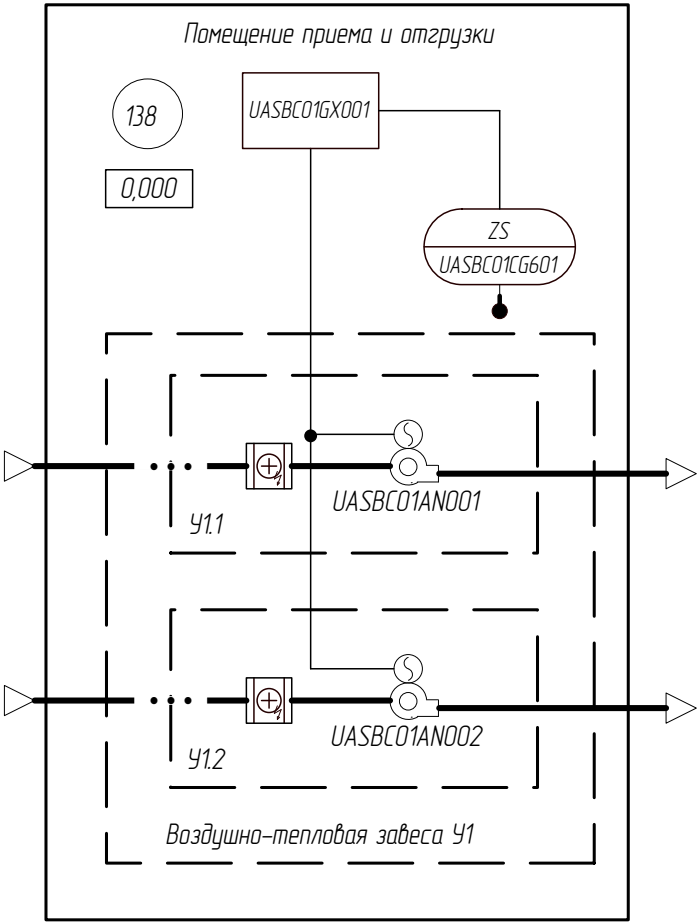 Помещение приема и отгрузки
138
UASBC01GX001
0,000
ZS
UASBC01CG601
UASBC01AN001
У1.1
UASBC01AN002
У1.2
Воздушно-тепловая завеса У1